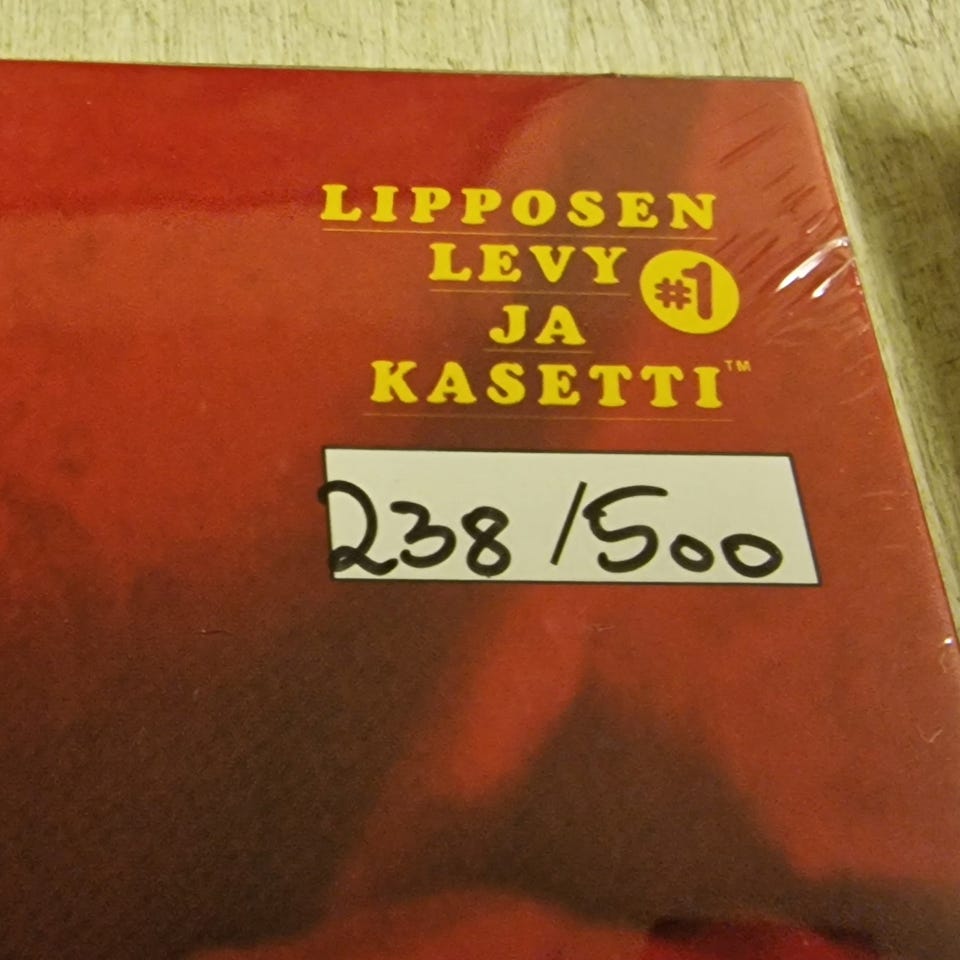 LIPPOSEN
LEVY #1
JA
KASETTI™
238/500